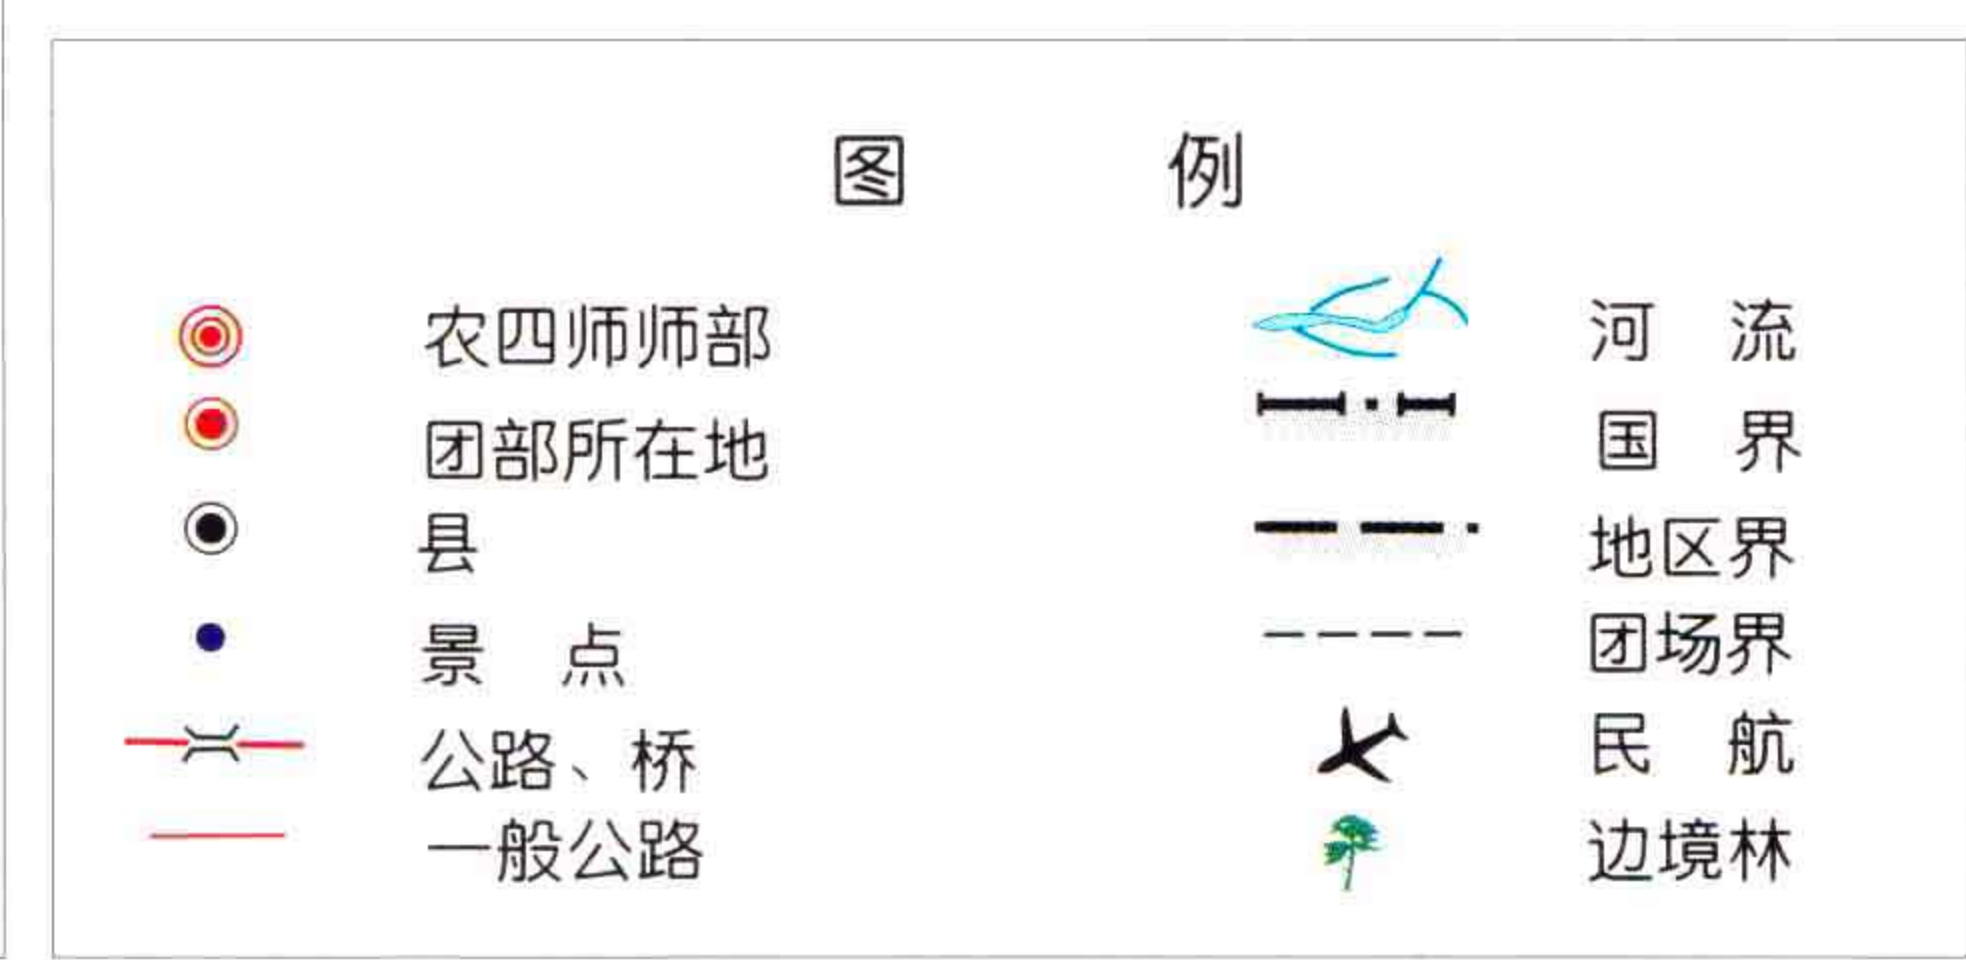 图 例
农四师师部
团部所在地
县
景 点
公路、桥
一般公路
河 流
国 界
地区界
团场界
民 航
边境林